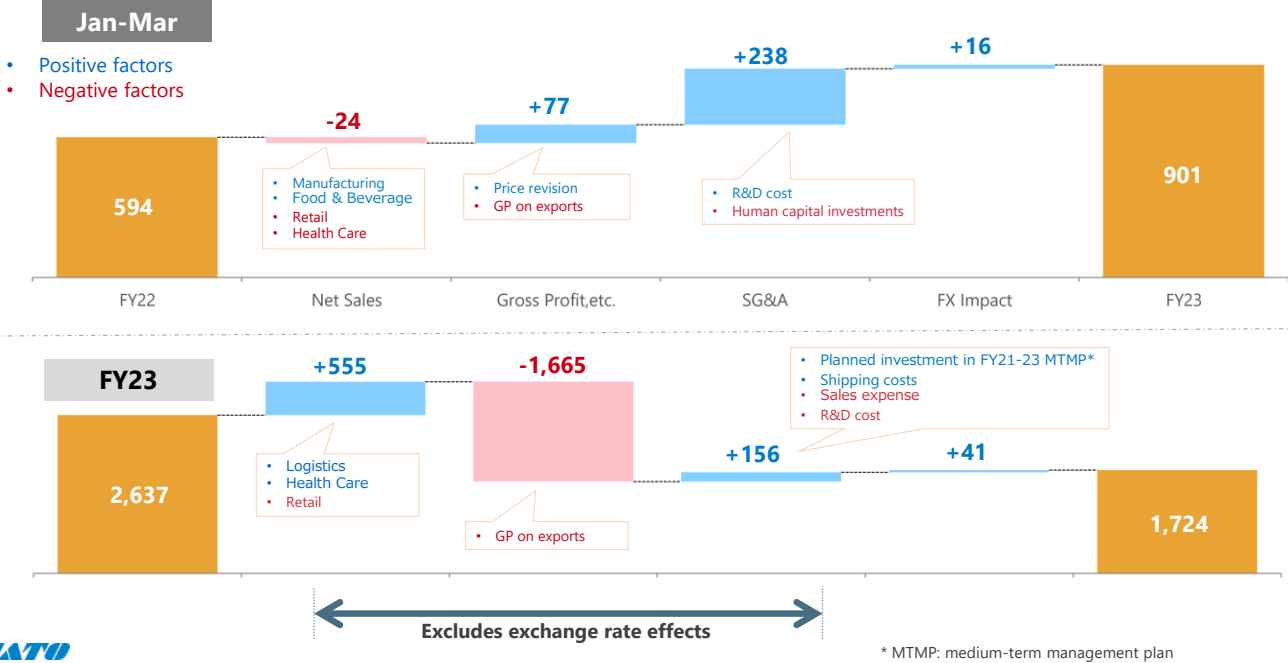 Jan-Mar
• Positive factors
• Negative factors
-24
+77
+238
+16
594
• Manufacturing
• Food & Beverage
• Retail
• Health Care
• Price revision
• GP on exports
• R&D cost
• Human capital investments
901
FY22
Net Sales
Gross Profit,etc.
SG&A
FX Impact
FY23
FY23
+555
-1,665
• Planned investment in FY21-23 MTMP*
• Shipping costs
• Sales expense
• R&D cost
+156
+41
2,637
• Logistics
• Health Care
• Retail
• GP on exports
1,724
Excludes exchange rate effects
* MTMP: medium-term management plan